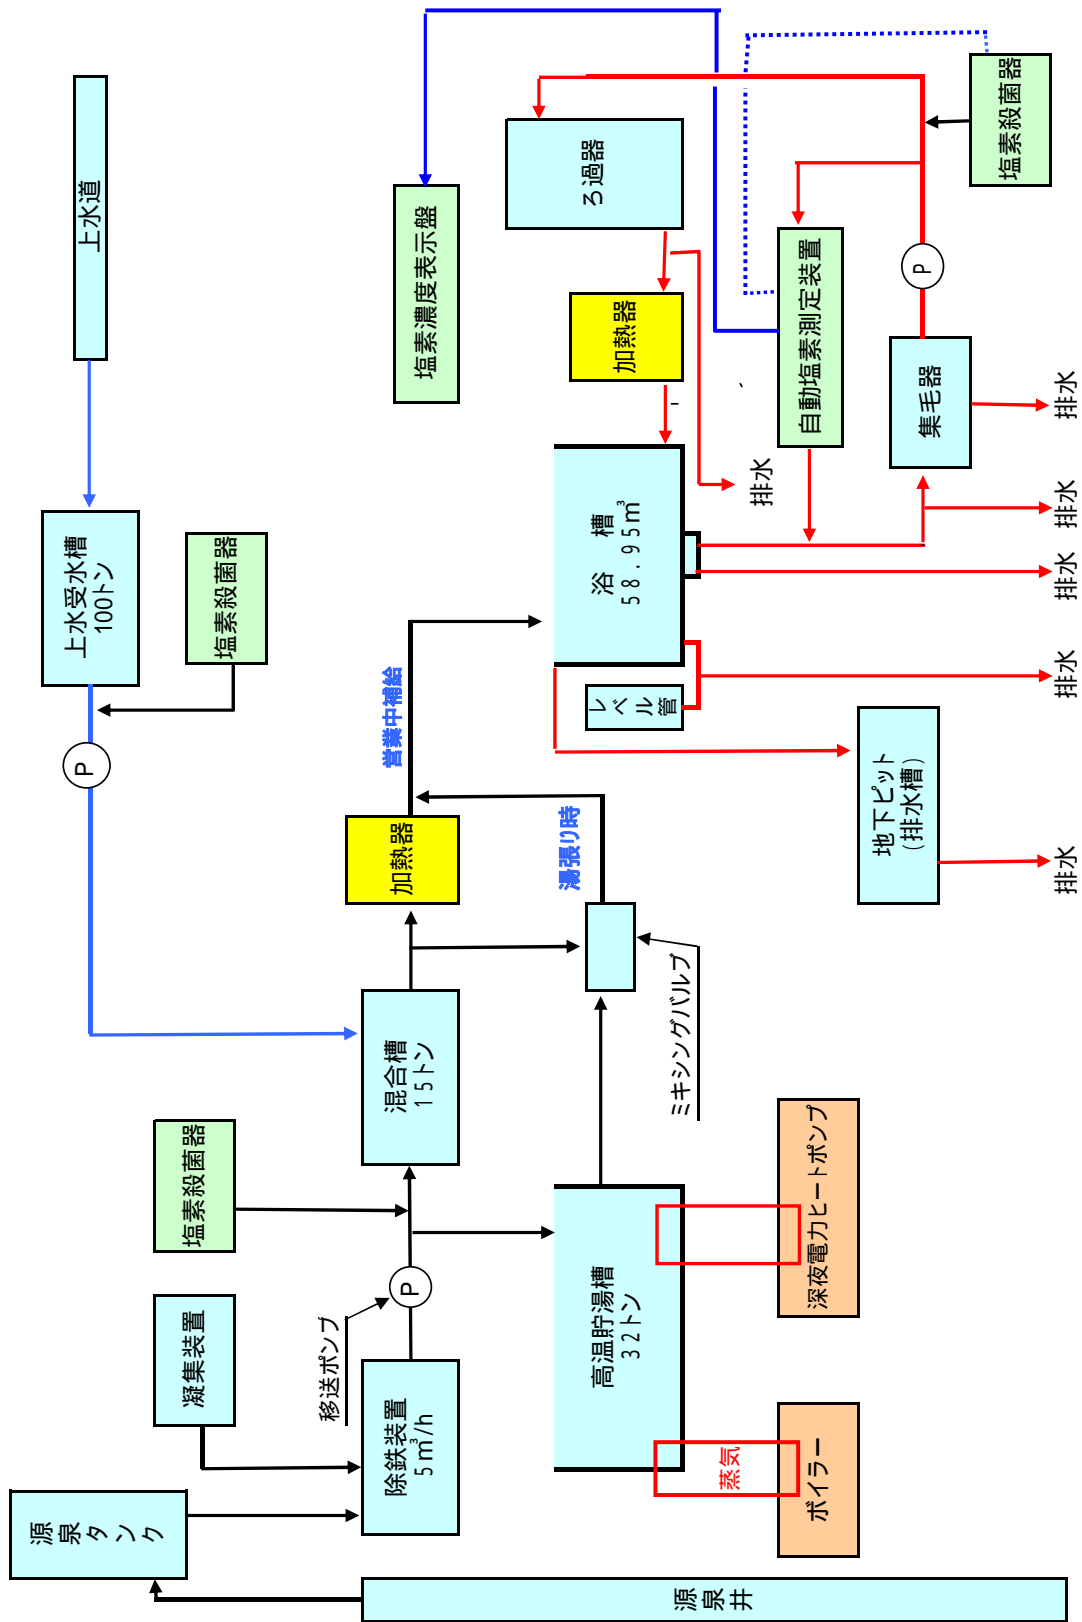 源泉井
源泉タンク
凝集装置
除鉄装置
5㎥/h
移送ポンプ
P
塩素殺菌器
混合槽
15トン
上水道
上水受水槽
100トン
塩素殺菌器
P
加熱器
営業中補給
湯張り時
ミキシングバルブ
高温貯湯槽
32トン
蒸気
ボイラー
深夜電力ヒートポンプ
浴　槽
58.95㎥
レベル管
地下ピット
(排水槽)
排水
排水
排水
排水
排水
排水
集毛器
P
自動塩素測定装置
塩素殺菌器
ろ過器
加熱器
塩素濃度表示盤